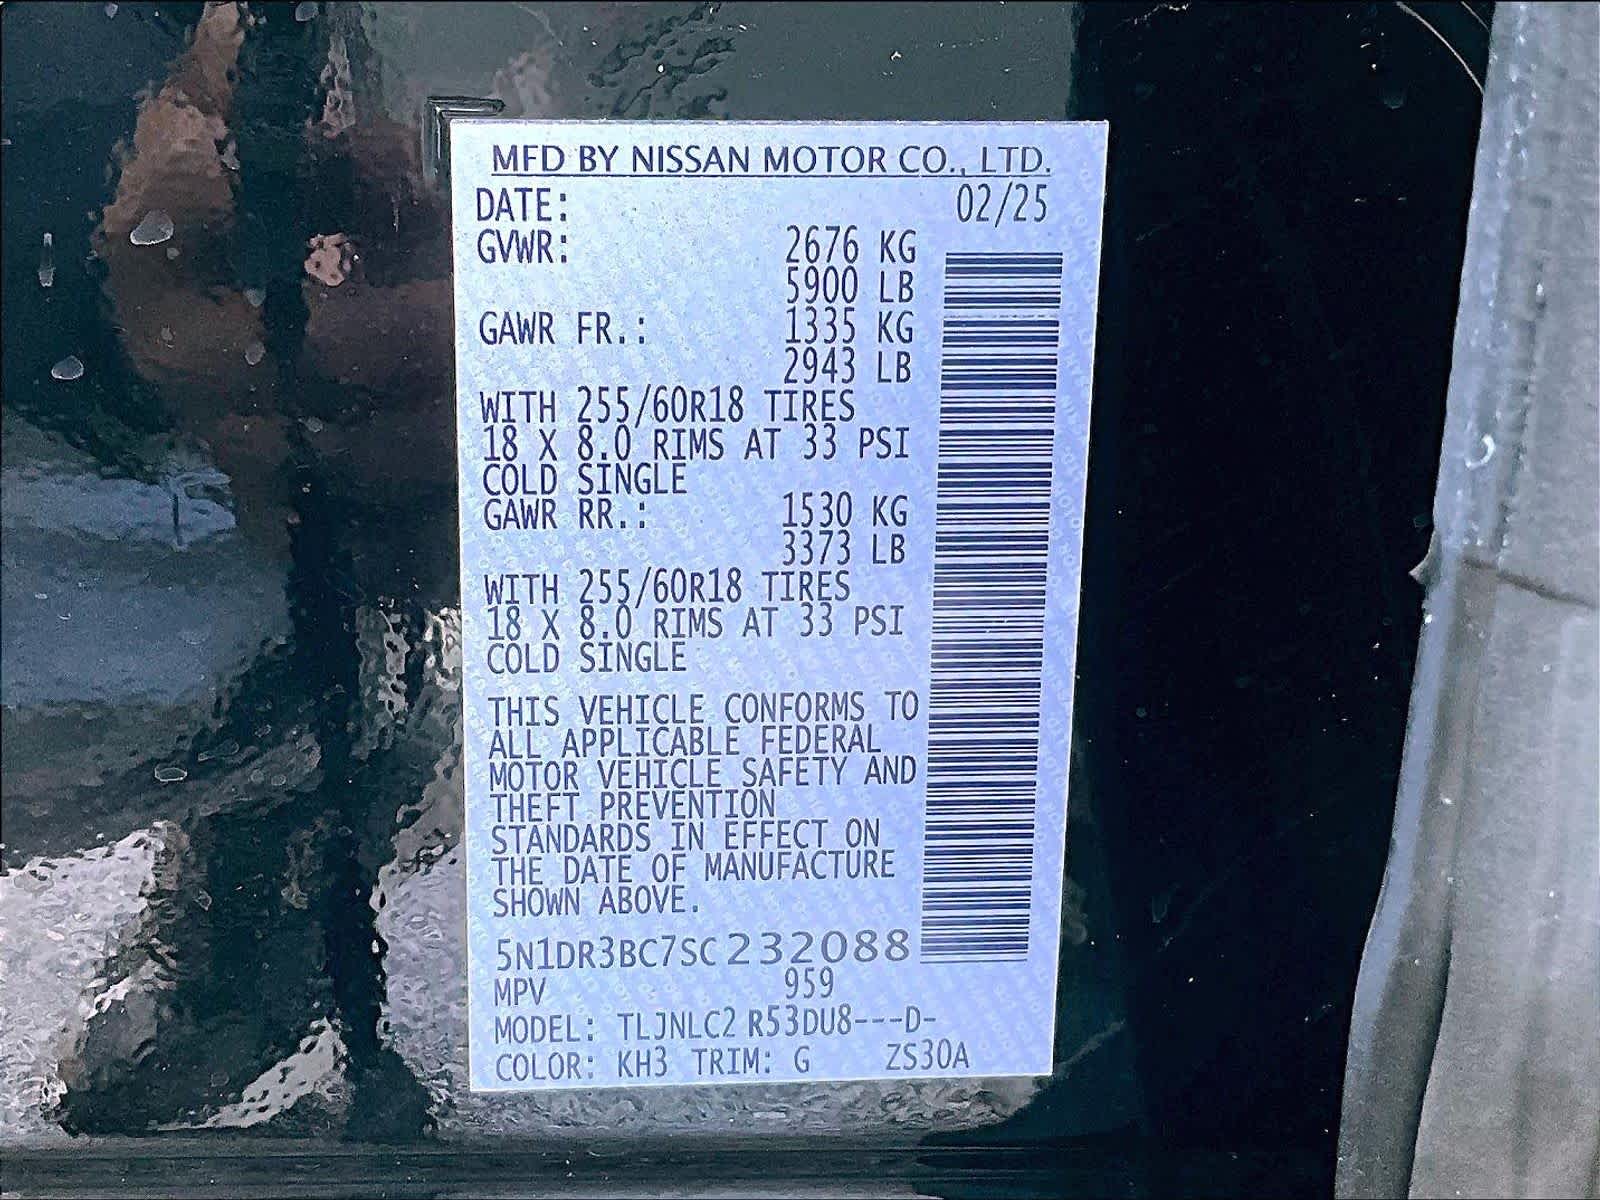 MFD BY NISSAN MOTOR CO., LTD.
DATE: 02/25
GVWR: 2676 KG
5900 LB
GAWR FR.: 1335 KG
2943 LB
WITH 255/60R18 TIRES
18 X 8.0 RIMS AT 33 PSI
COLD SINGLE
GAWR RR.: 1530 KG
3373 LB
WITH 255/60R18 TIRES
18 X 8.0 RIMS AT 33 PSI
COLD SINGLE
THIS VEHICLE CONFORMS TO
ALL APPLICABLE FEDERAL
MOTOR VEHICLE SAFETY AND
THEFT PREVENTION
STANDARDS IN EFFECT ON
THE DATE OF MANUFACTURE
SHOWN ABOVE.
5N1DR3BC7SC232088
MPV 959
MODEL: TLJNLC2 R53DU8---D-
COLOR: KH3 TRIM: G ZS30A